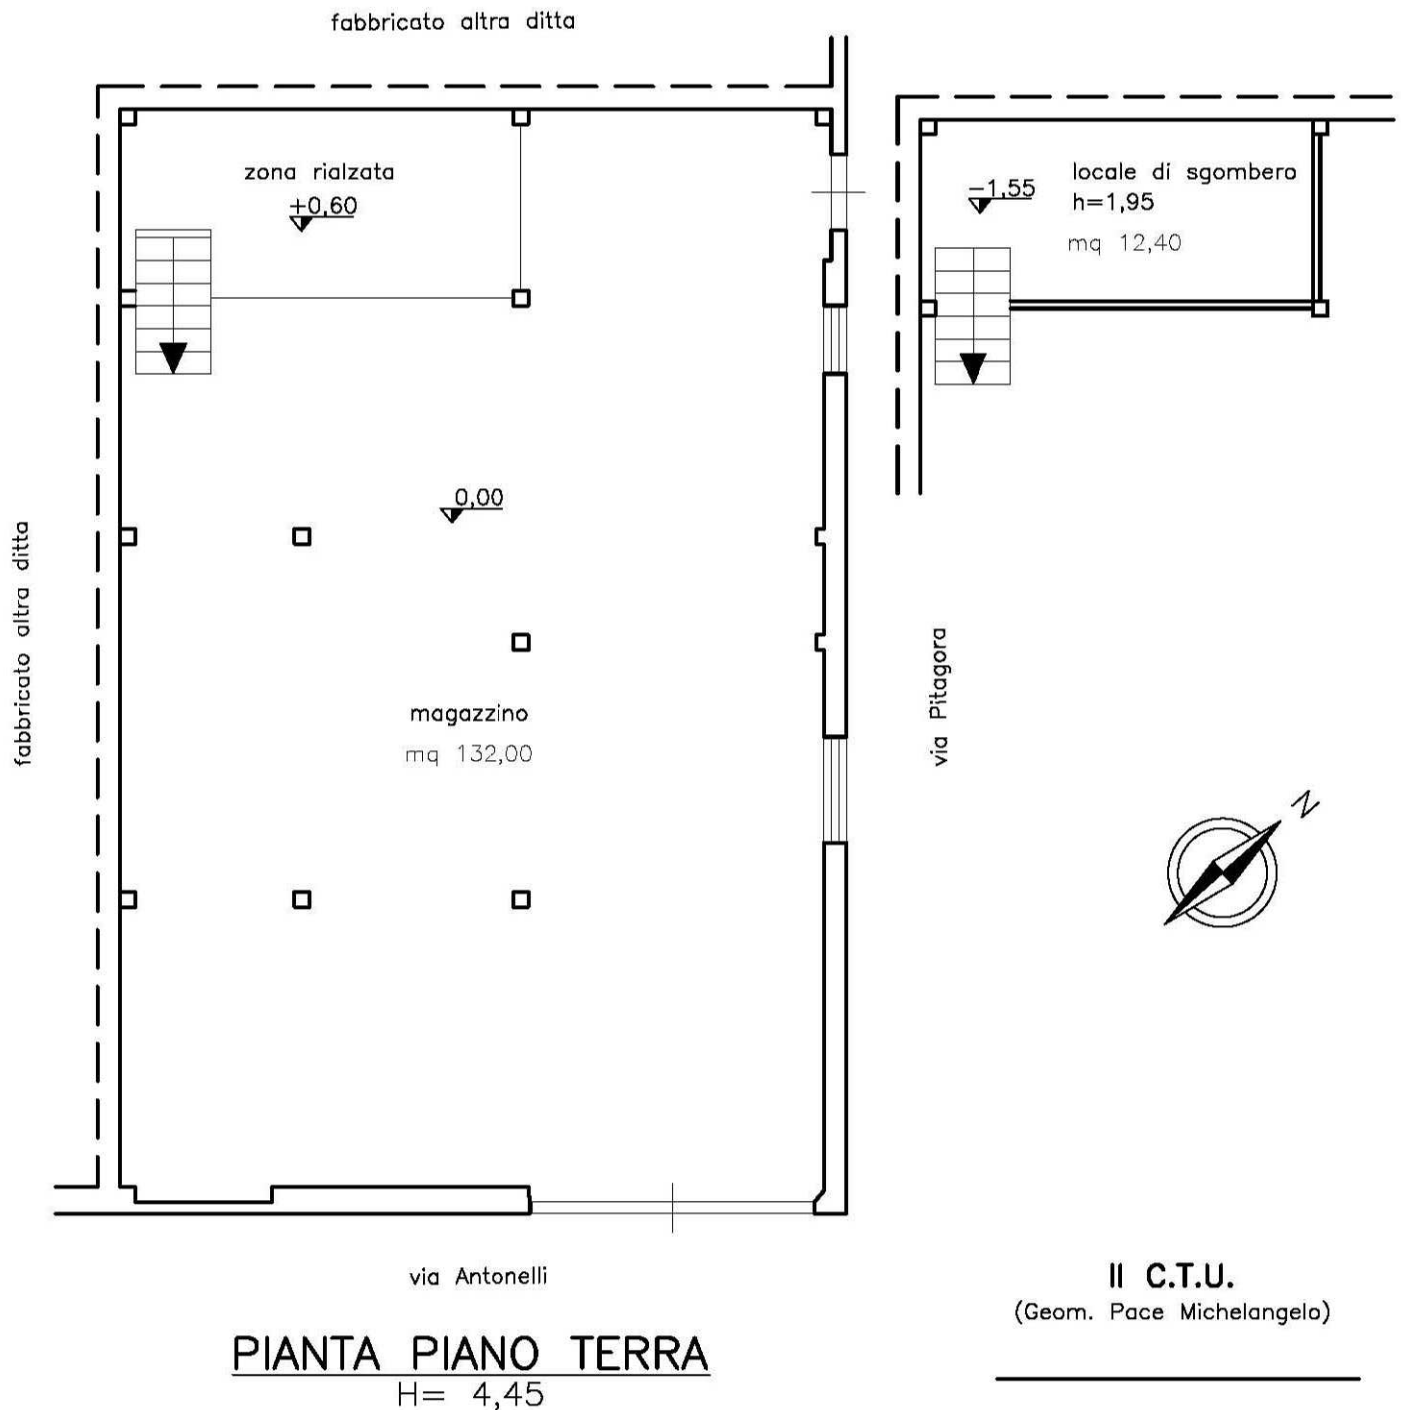 fabbricato altra ditta
zona rialzata
+0,60
-1,55
locale di sgombero
h=1,95
mq 12,40
0,00
fabbricato altra ditta
magazzino
mq 132,00
via Pitagora
N
via Antonelli
PIANTA PIANO TERRA
H= 4,45
Il C.T.U.
(Geom. Pace Michelangelo)